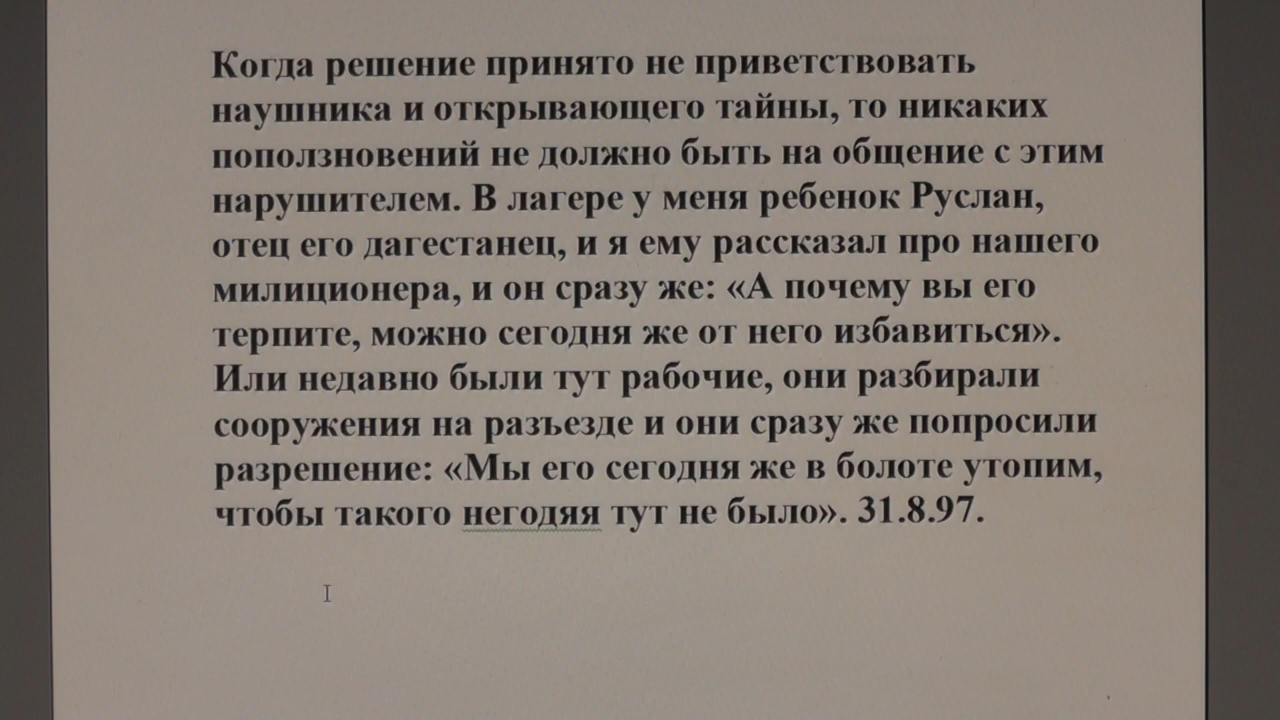 Когда решение принято не приветствовать
наушника и открывающего тайны, то никаких
поползновений не должно быть на общение с этим
нарушителем. В лагере у меня ребенок Руслан,
отец его дагестанец, и я ему рассказал про нашего
милиционера, и он сразу же: «А почему вы его
терпите, можно сегодня же от него избавиться».
Или недавно были тут рабочие, они разбирали
сооружения на разъезде и они сразу же попросили
разрешение: «Мы его сегодня же в болоте утопим,
чтобы такого негодяя тут не было». 31.8.97.